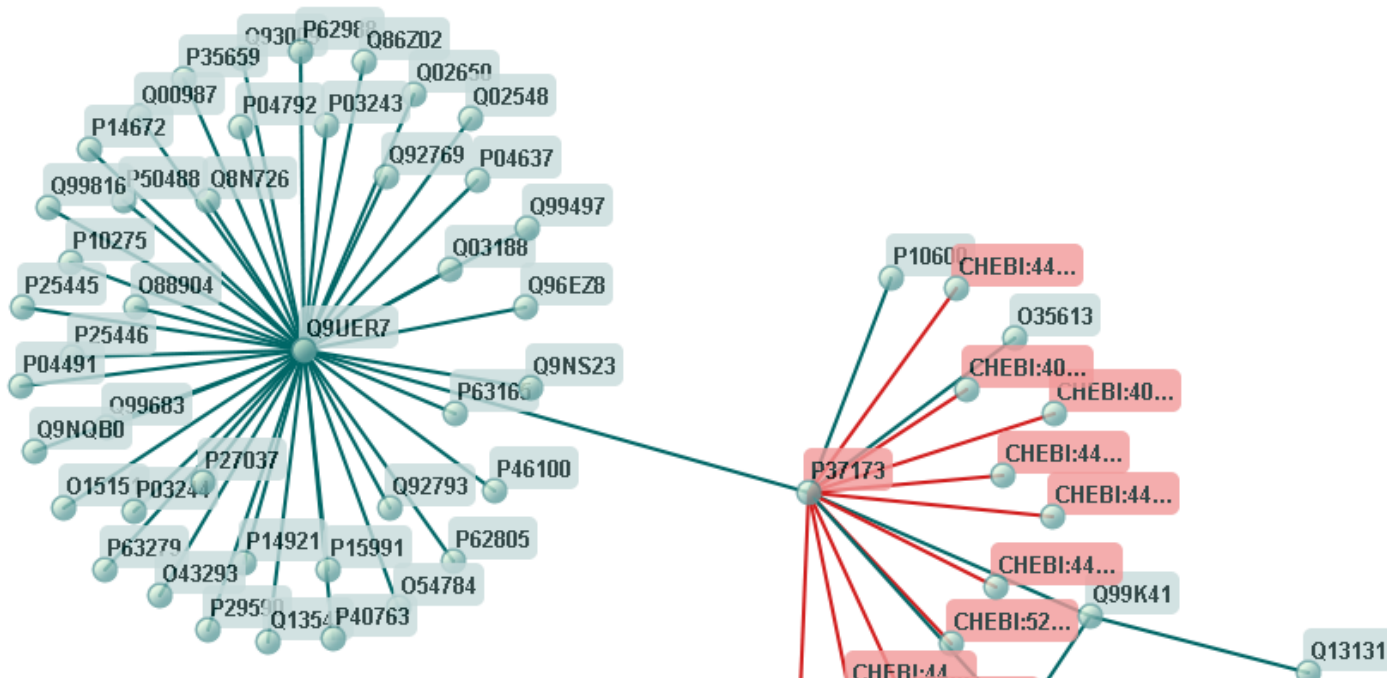 P62988
Q86Z02
P35659
Q02650
Q00987
P04792
P03243
Q02548
P14672
Q92769
P04637
Q99816
P50488
Q8N726
Q99497
P10275
Q03188
P10600
CHEBI:44...
P25445
O88904
Q96EZ8
O35613
P25446
Q9UER7
P04491
Q9NS23
CHEBI:40...
CHEBI:40...
Q99683
P63165
Q9NQB0
P27037
P46100
P37173
CHEBI:44...
P03244
Q92793
CHEBI:44...
P63279
P14921
P15991
P62805
CHEBI:44...
O43293
O54784
Q99K41
P29590
P40763
CHEBI:52...
Q13131
CHEBI:44...